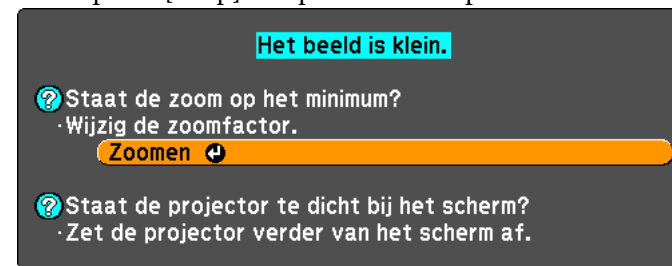 Het beeld is klein.
Staat de zoom op het minimum?
·Wijzig de zoomfactor.
Zoomen
Staat de projector te dicht bij het scherm?
·Zet de projector verder van het scherm af.